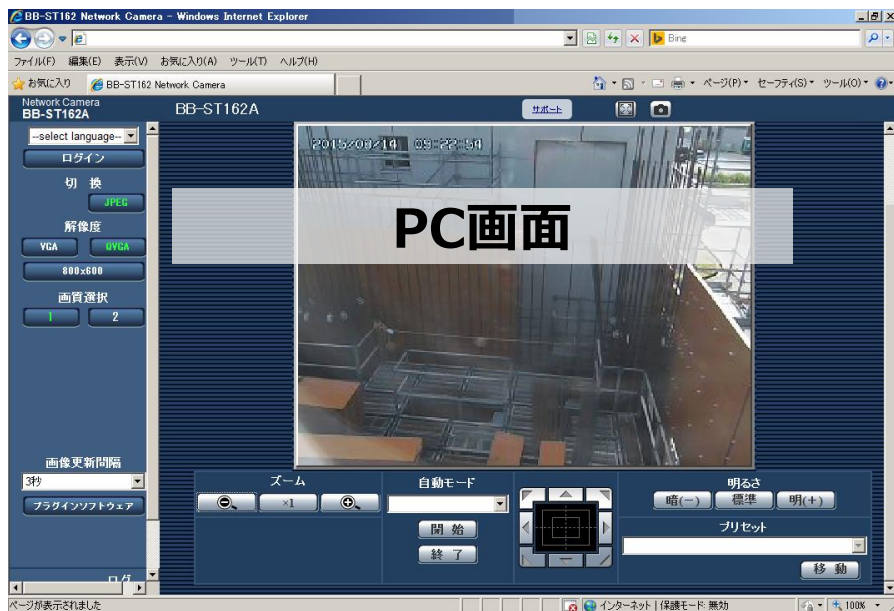 BB-ST162 Network Camera - Windows Internet Explorer
Bing
ファイル(F) 編集(E) 表示(V) お気に入り(A) ツール(T) ヘルプ(H)
お気に入り BB-ST162 Network Camera ページ(P) セーフティ(S) ツール(O)
Network Camera
BB-ST162A
BB-ST162A サポート
--select language--
ログイン
切 換
JPEG
解像度
VGA QVGA
800x600
画質選択
1 2
画像更新間隔
3秒
プラグインソフトウェア
ログ
09:22:54
PC画面
ズーム
×1
自動モード
開 始
終 了
明るさ
暗(-) 標準 明(+)
プリセット
移 動
ページが表示されました インターネット | 保護モード: 無効 100%